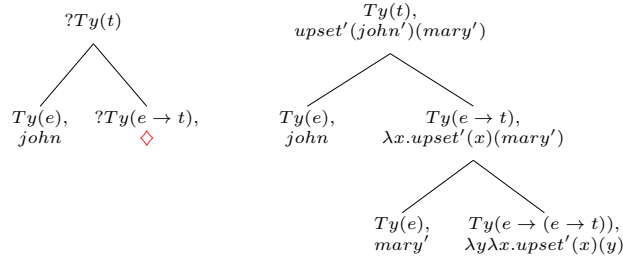 ?Ty(t)
Ty(e),
john
?Ty(e → t),
♢
Ty(t),
upset′(john′)(mary′)
Ty(e),
john
Ty(e → t),
λx.upset′(x)(mary′)
Ty(e),
mary′
Ty(e → (e → t)),
λyλx.upset′(x)(y)